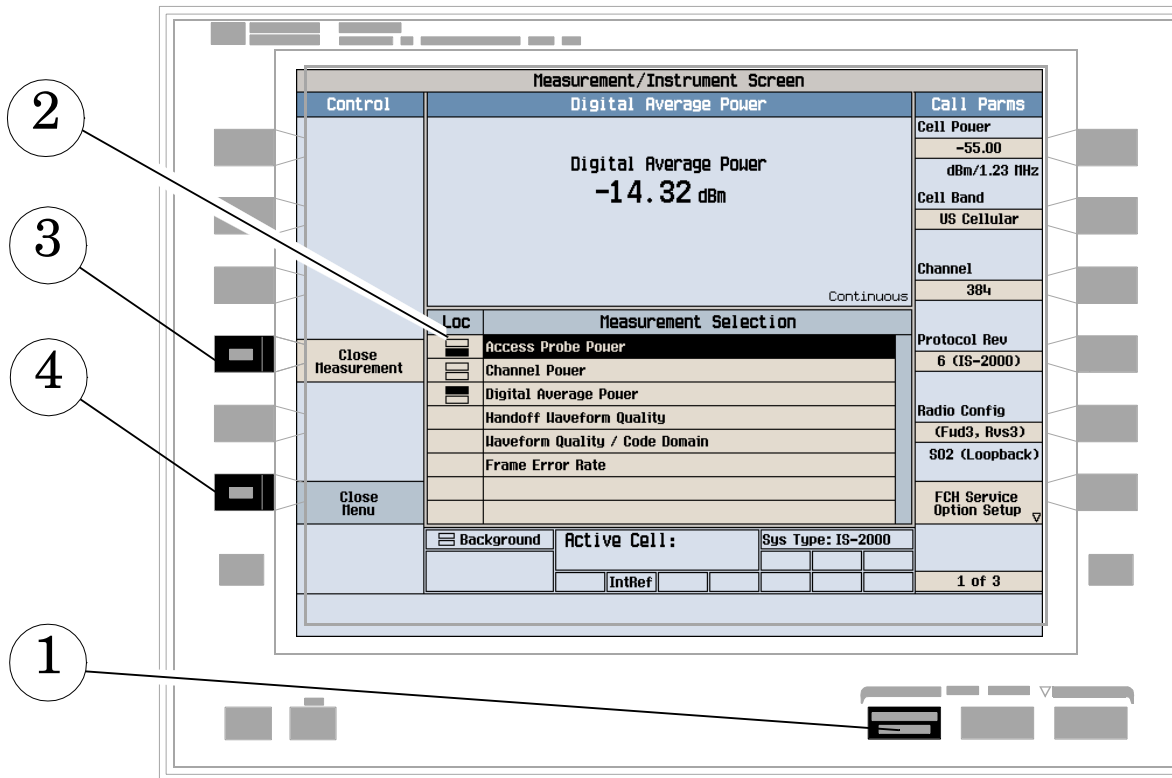 Measurement/Instrument Screen
Control
Digital Average Power
Call Parms
Digital Average Power
-14.32 dBm
Continuous
Cell Power
-55.00
dBm/1.23 MHz
Cell Band
US Cellular
Channel
384
Protocol Rev
6 (IS-2000)
Radio Config
(Fwd3, Rvs3)
SO2 (Loopback)
FCH Service
Option Setup
1 of 3
Loc
Measurement Selection
Access Probe Power
Channel Power
Digital Average Power
Handoff Waveform Quality
Waveform Quality / Code Domain
Frame Error Rate
Close
Measurement
Close
Menu
Background
Active Cell:
Sys Type: IS-2000
IntRef
2
3
4
1